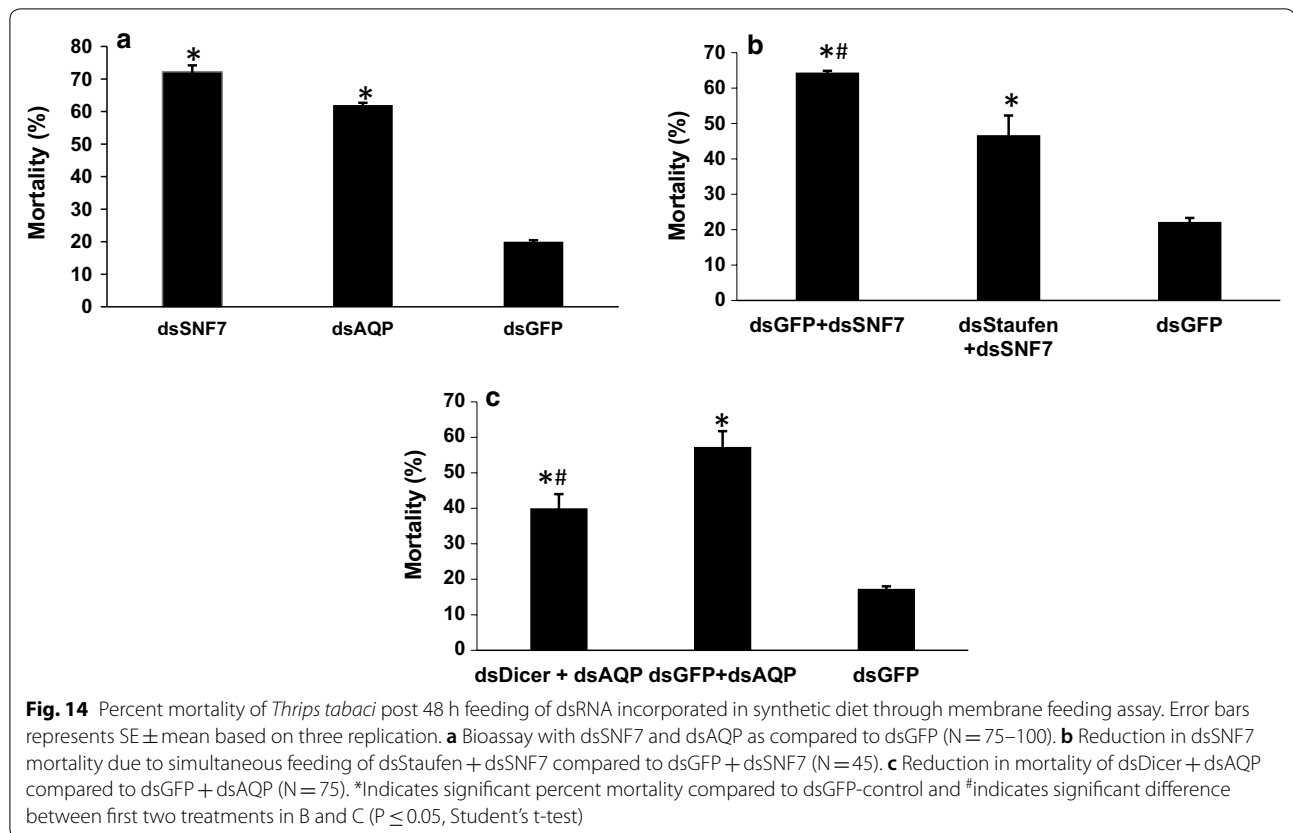 a
80
70
60
50
40
30
20
10
0
Mortality (%)
*
*
dsSNF7 dsAQP dsGFP
b
70
60
50
40
30
20
10
0
Mortality (%)
*#
*
dsGFP+dsSNF7 dsStaufen dsGFP
+dsSNF7
c
70
60
50
40
30
20
10
0
Mortality (%)
*#
*
dsDicer + dsAQP dsGFP+dsAQP dsGFP
Fig. 14 Percent mortality of Thrips tabaci post 48 h feeding of dsRNA incorporated in synthetic diet through membrane feeding assay. Error bars
represents SE ± mean based on three replication. a Bioassay with dsSNF7 and dsAQP as compared to dsGFP (N = 75–100). b Reduction in dsSNF7
mortality due to simultaneous feeding of dsStaufen + dsSNF7 compared to dsGFP + dsSNF7 (N = 45). c Reduction in mortality of dsDicer + dsAQP
compared to dsGFP + dsAQP (N = 75). *Indicates significant percent mortality compared to dsGFP-control and #indicates significant difference
between first two treatments in B and C (P ≤ 0.05, Student's t-test)